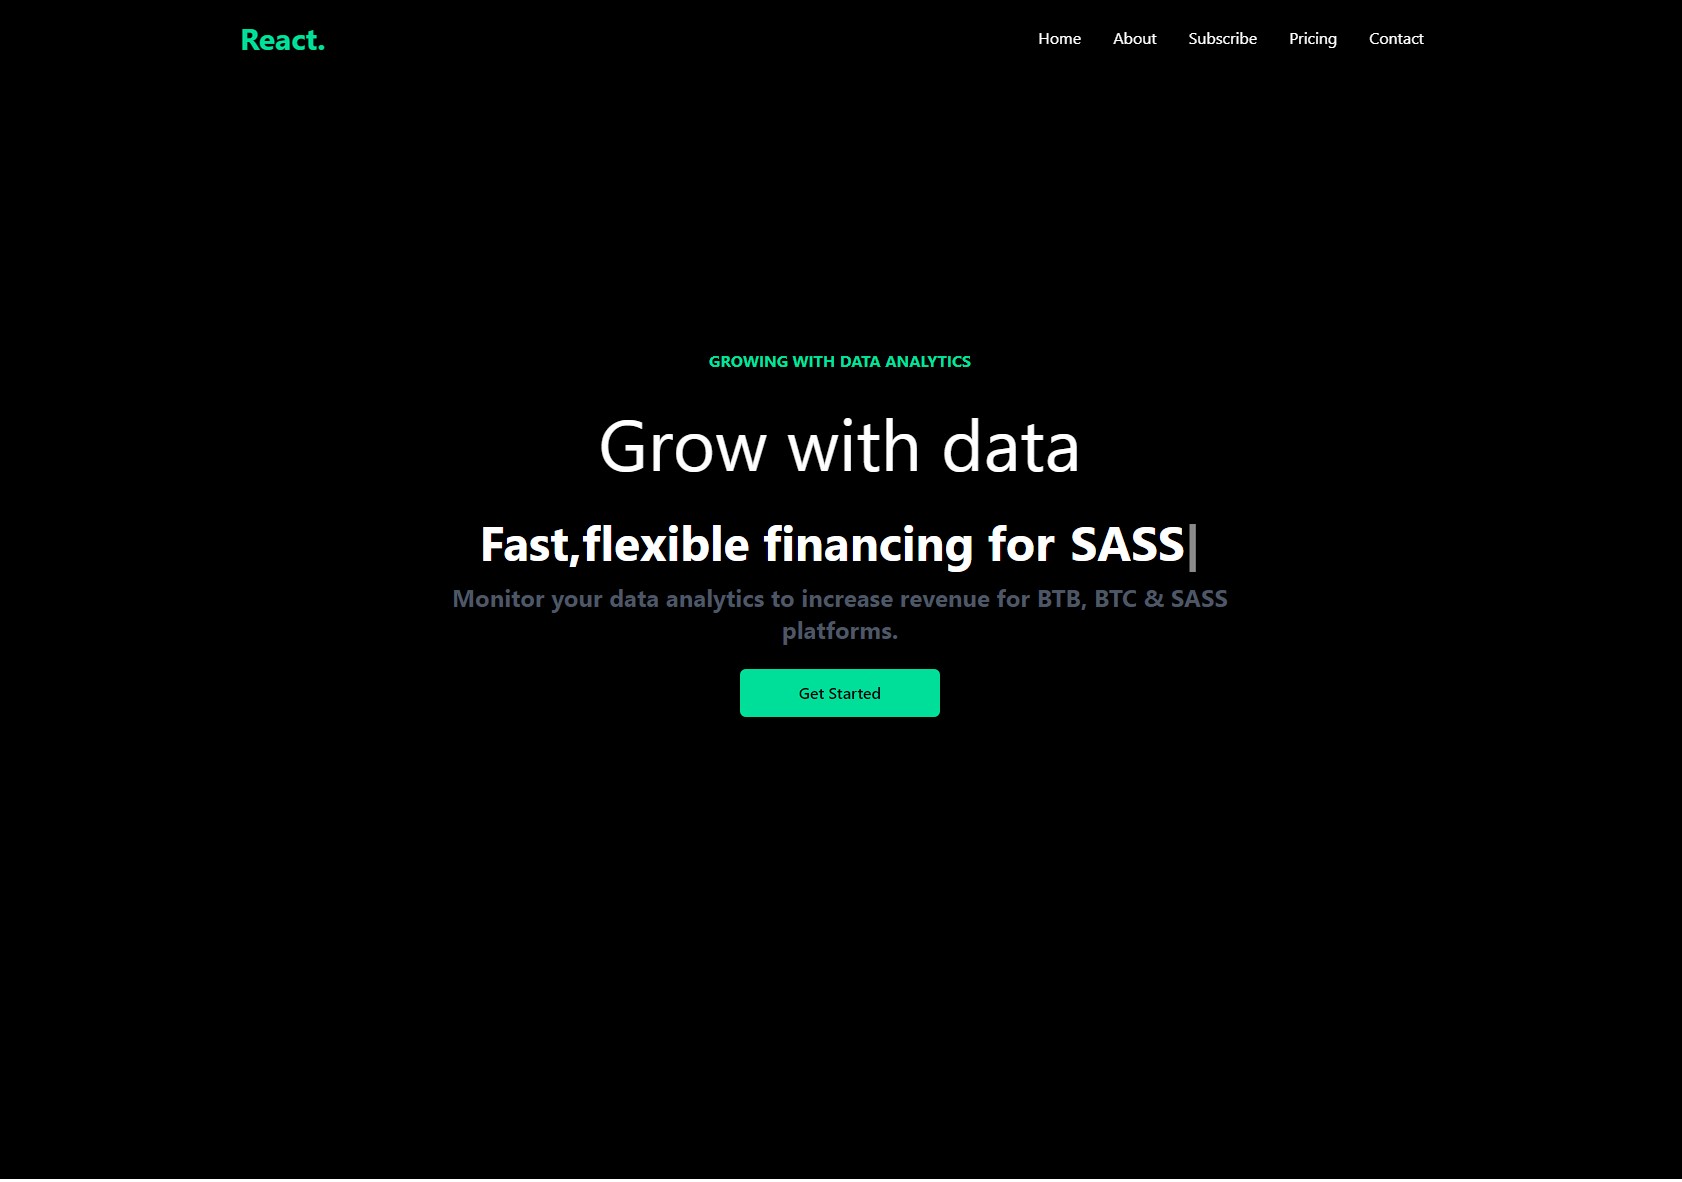 React.
Home
About
Subscribe
Pricing
Contact
GROWING WITH DATA ANALYTICS
Grow with data
Fast,flexible financing for SASS|
Monitor your data analytics to increase revenue for BTB, BTC & SASS
platforms.
Get Started